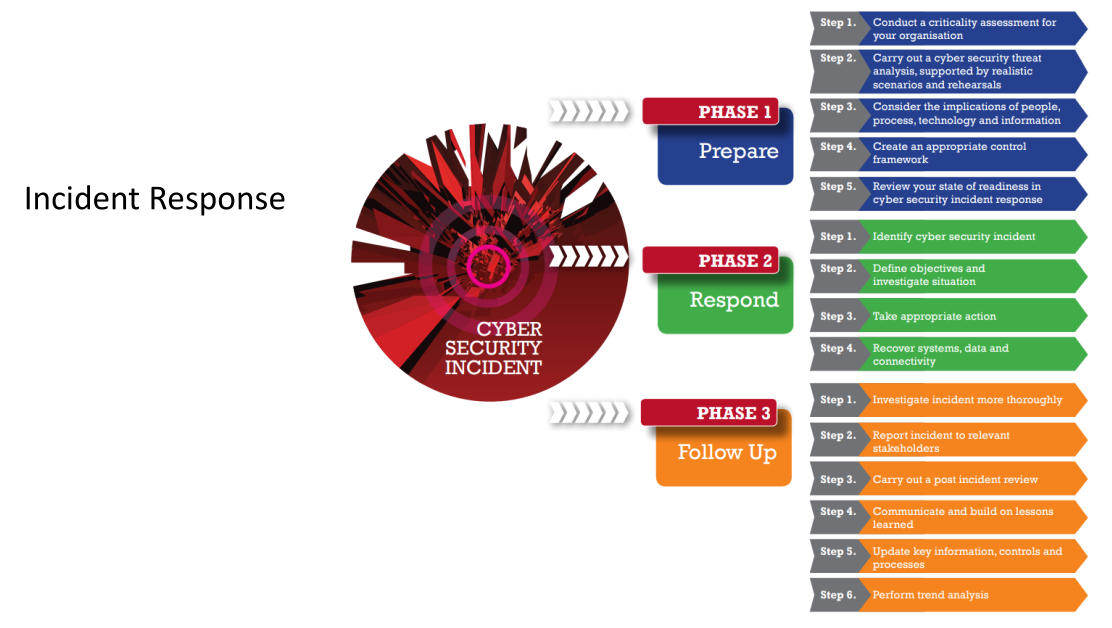 Incident Response
CYBER
SECURITY
INCIDENT
PHASE 1
Prepare
Step 1.
Conduct a criticality assessment for
your organisation
Step 2.
Carry out a cyber security threat
analysis, supported by realistic
scenarios and rehearsals
Step 3.
Consider the implications of people,
process, technology and information
Step 4.
Create an appropriate control
framework
Step 5.
Review your state of readiness in
cyber security incident response
PHASE 2
Respond
Step 1.
Identify cyber security incident
Step 2.
Define objectives and
investigate situation
Step 3.
Take appropriate action
Step 4.
Recover systems, data and
connectivity
PHASE 3
Follow Up
Step 1.
Investigate incident more thoroughly
Step 2.
Report incident to relevant
stakeholders
Step 3.
Carry out a post incident review
Step 4.
Communicate and build on lessons
learned
Step 5.
Update key information, controls and
processes
Step 6.
Perform trend analysis